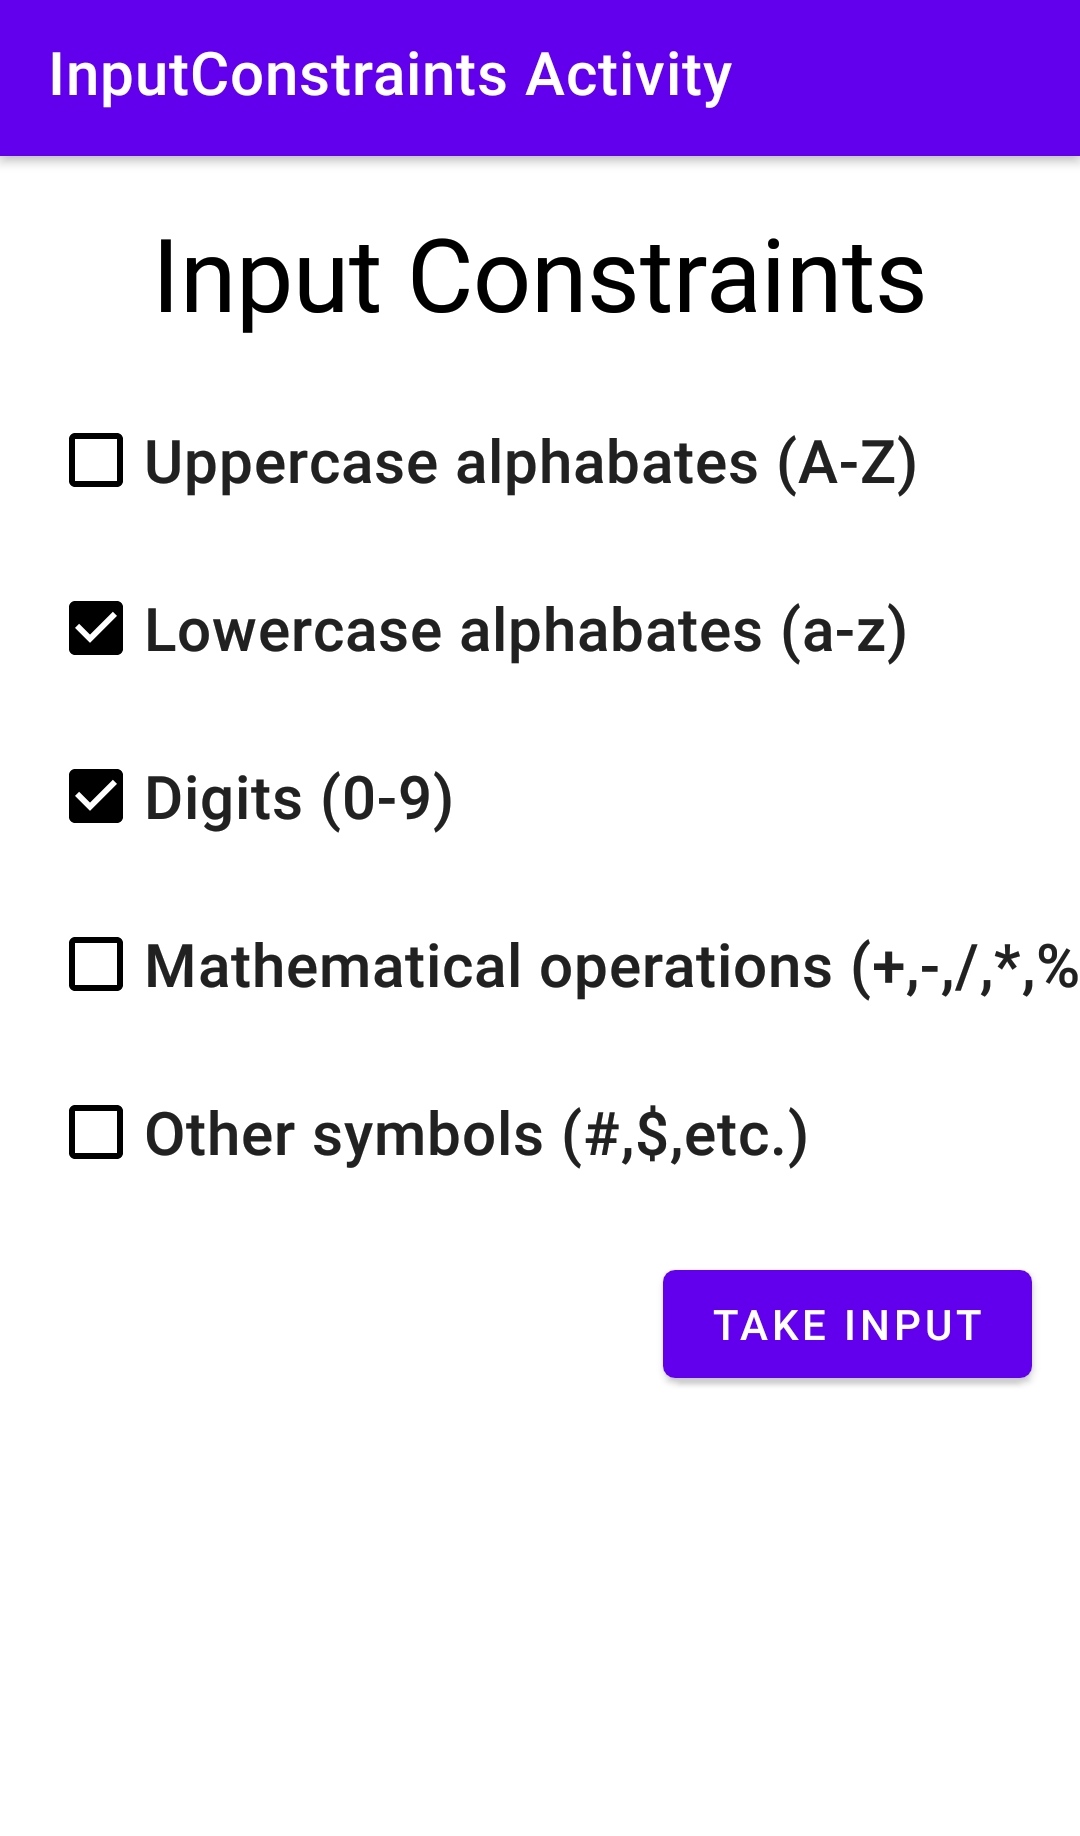 InputConstraints Activity
Input Constraints
Uppercase alphabates (A-Z)
Lowercase alphabates (a-z)
Digits (0-9)
Mathematical operations (+,-,/,*,%
Other symbols (#,$,etc.)
TAKE INPUT